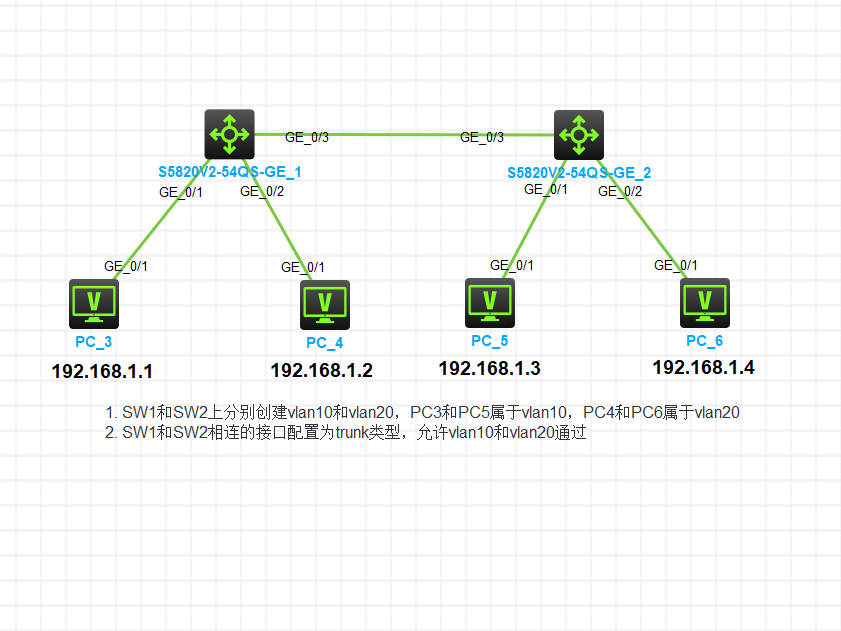 GE_0/3
GE_0/3
S5820V2-54QS-GE_1
S5820V2-54QS-GE_2
GE_0/1
GE_0/2
GE_0/1
GE_0/2
GE_0/1
GE_0/1
GE_0/1
GE_0/1
PC_3
PC_4
PC_5
PC_6
192.168.1.1
192.168.1.2
192.168.1.3
192.168.1.4
1. SW1和SW2上分别创建vlan10和vlan20，PC3和PC5属于vlan10，PC4和PC6属于vlan20
2. SW1和SW2相连的接口配置为trunk类型，允许vlan10和vlan20通过